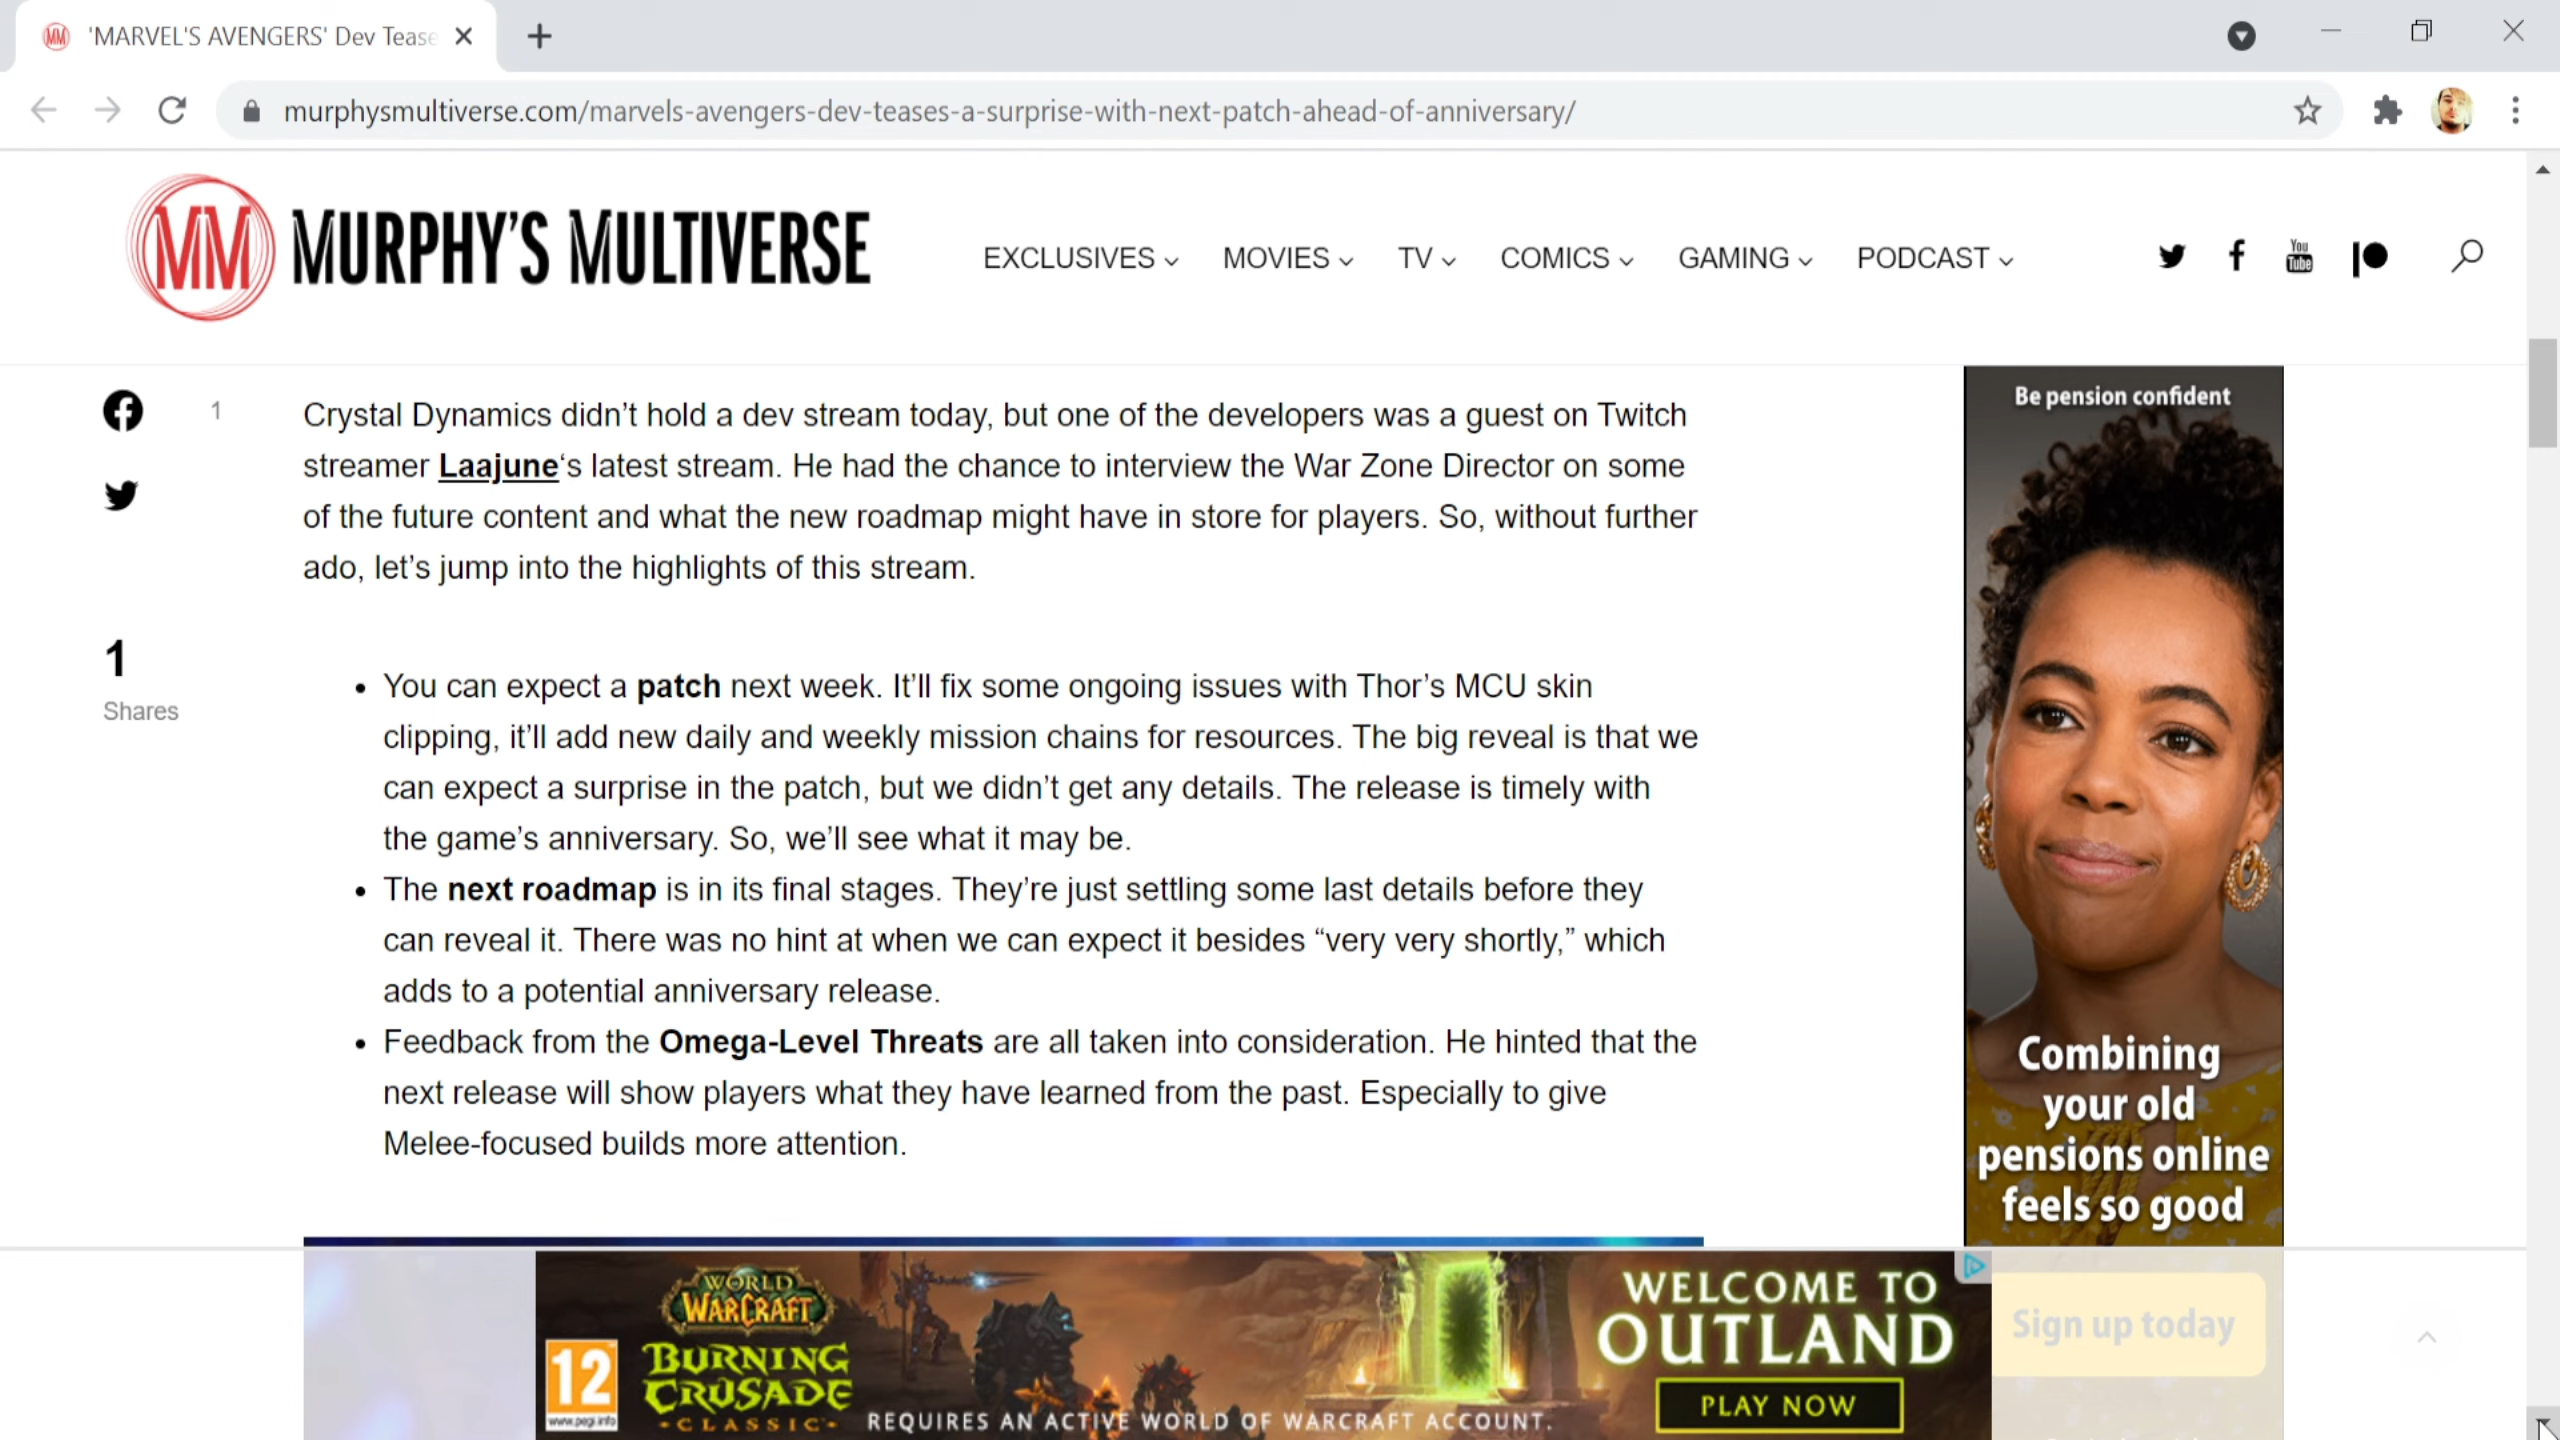 'MARVEL'S AVENGERS' Dev Tease
murphysmultiverse.com/marvels-avengers-dev-teases-a-surprise-with-next-patch-ahead-of-anniversary/
MM MURPHY'S MULTIVERSE
EXCLUSIVES MOVIES TV COMICS GAMING PODCAST
You Tube
1
Crystal Dynamics didn’t hold a dev stream today, but one of the developers was a guest on Twitch
streamer Laajune‘s latest stream. He had the chance to interview the War Zone Director on some
of the future content and what the new roadmap might have in store for players. So, without further
ado, let’s jump into the highlights of this stream.
1
Shares
• You can expect a patch next week. It’ll fix some ongoing issues with Thor’s MCU skin
clipping, it’ll add new daily and weekly mission chains for resources. The big reveal is that we
can expect a surprise in the patch, but we didn’t get any details. The release is timely with
the game’s anniversary. So, we’ll see what it may be.
• The next roadmap is in its final stages. They’re just settling some last details before they
can reveal it. There was no hint at when we can expect it besides “very very shortly,” which
adds to a potential anniversary release.
• Feedback from the Omega-Level Threats are all taken into consideration. He hinted that the
next release will show players what they have learned from the past. Especially to give
Melee-focused builds more attention.
Be pension confident
Combining
your old
pensions online
feels so good
Sign up today
WORLD
WARCRAFT
BURNING
CRUSADE
CLASSIC
12
www.pegi.info
REQUIRES AN ACTIVE WORLD OF WARCRAFT ACCOUNT.
WELCOME TO
OUTLAND
PLAY NOW